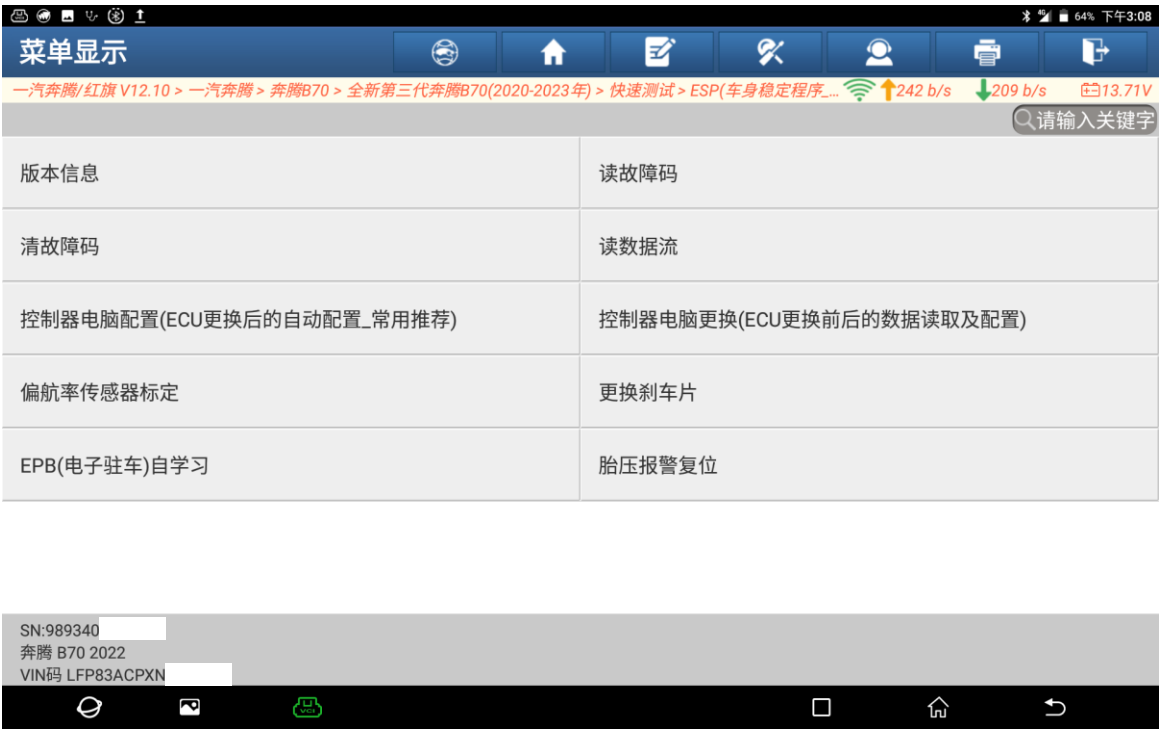 4G 64% 下午3:08
菜单显示
一汽奔腾/红旗 V12.10 > 一汽奔腾 > 奔腾B70 > 全新第三代奔腾B70(2020-2023年) > 快速测试 > ESP(车身稳定程序_... 242 b/s 209 b/s 13.71V
请输入关键字
版本信息 读故障码
清故障码 读数据流
控制器电脑配置(ECU更换后的自动配置_常用推荐) 控制器电脑更换(ECU更换前后的数据读取及配置)
偏航率传感器标定 更换刹车片
EPB(电子驻车)自学习 胎压报警复位
SN:989340
奔腾 B70 2022
VIN码 LFP83ACPXN
VCI